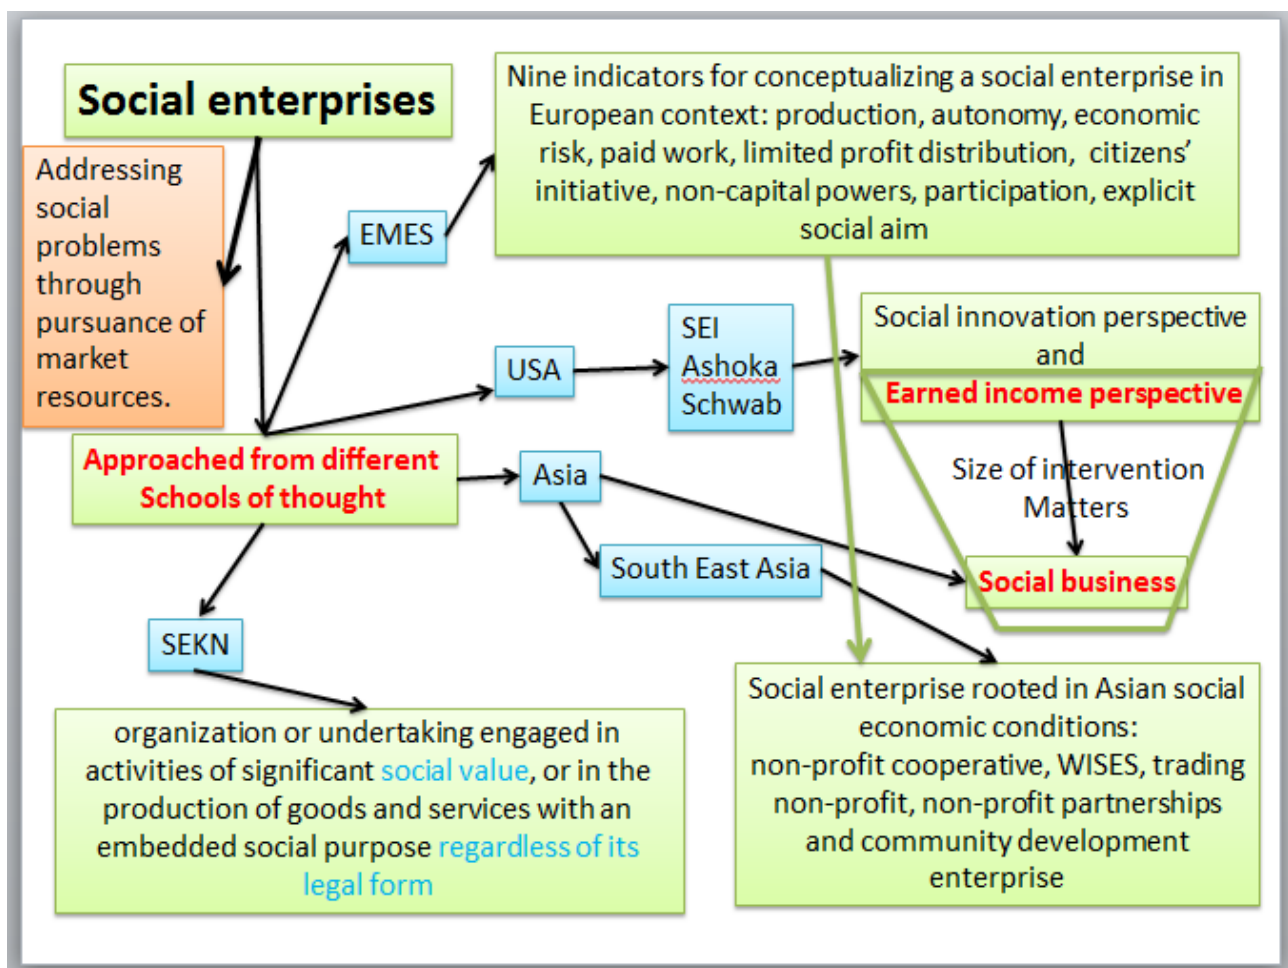 Social enterprises
Addressing
social
problems
through
pursuance of
market
resources.
Nine indicators for conceptualizing a social enterprise in
European context: production, autonomy, economic
risk, paid work, limited profit distribution, citizens’
initiative, non-capital powers, participation, explicit
social aim
EMES
USA
SEI
Ashoka
Schwab
Social innovation perspective
and
Earned income perspective
Approached from different
Schools of thought
Asia
Size of intervention
Matters
South East Asia
Social business
SEKN
organization or undertaking engaged in
activities of significant social value, or in the
production of goods and services with an
embedded social purpose regardless of its
legal form
Social enterprise rooted in Asian social
economic conditions:
non-profit cooperative, WISES, trading
non-profit, non-profit partnerships
and community development
enterprise